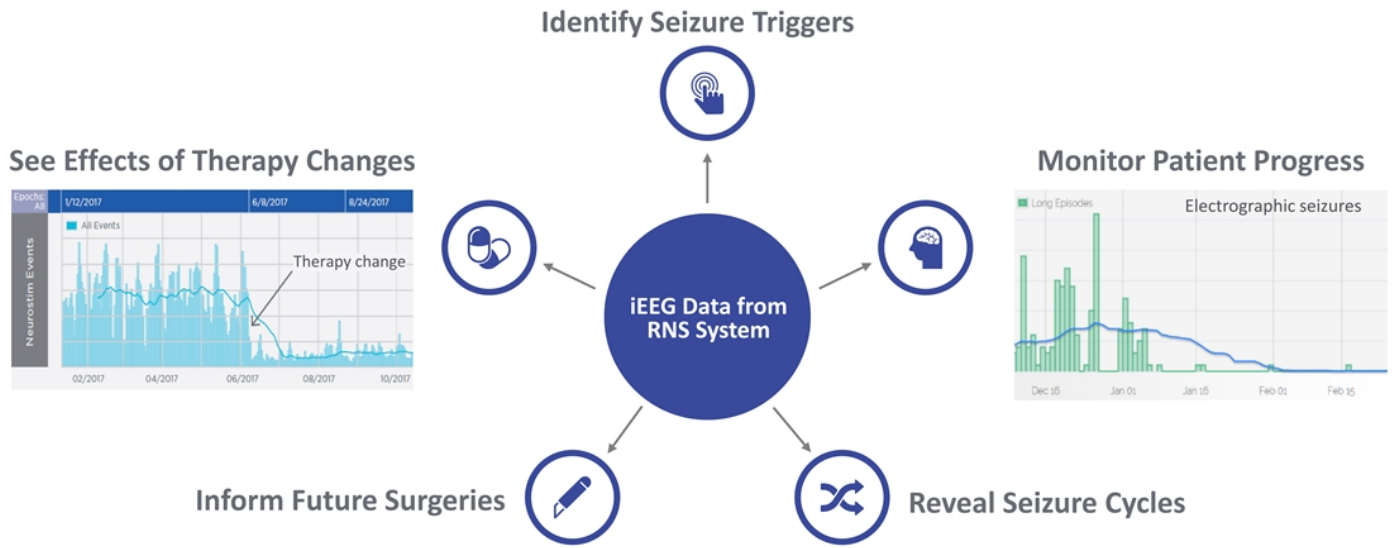 Identify Seizure Triggers
See Effects of Therapy Changes
Epochs:
All
1/12/2017
6/8/2017
8/24/2017
All Events
Neurostim Events
Therapy change
02/2017
04/2017
06/2017
08/2017
10/2017
Monitor Patient Progress
Long Episodes
Electrographic seizures
Dec 16
Jan 01
Jan 16
Feb 01
Feb 15
iEEG Data from
RNS System
Inform Future Surgeries
Reveal Seizure Cycles